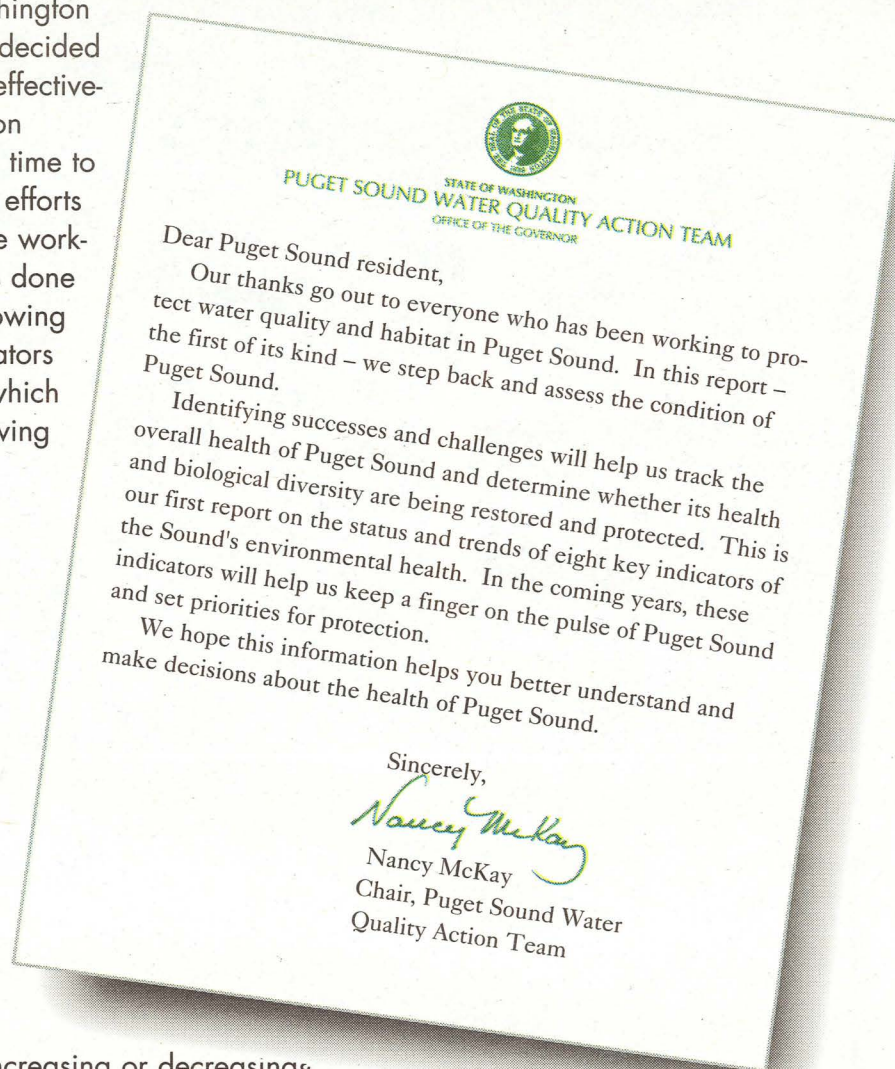 hington
decided
effective-
on
time to
efforts
e work-
done
owing
ators
which
ving
THE SEAL OF THE STATE OF WASHINGTON
1889
STATE OF WASHINGTON
PUGET SOUND WATER QUALITY ACTION TEAM
OFFICE OF THE GOVERNOR
Dear Puget Sound resident,
Our thanks go out to everyone who has been working to pro-
tect water quality and habitat in Puget Sound. In this report –
the first of its kind – we step back and assess the condition of
Puget Sound.
Identifying successes and challenges will help us track the
overall health of Puget Sound and determine whether its health
and biological diversity are being restored and protected. This is
our first report on the status and trends of eight key indicators of
the Sound's environmental health. In the coming years, these
indicators will help us keep a finger on the pulse of Puget Sound
and set priorities for protection.
We hope this information helps you better understand and
make decisions about the health of Puget Sound.
Sincerely,
Nancy McKay
Nancy McKay
Chair, Puget Sound Water
Quality Action Team
ncreasing or decreasing